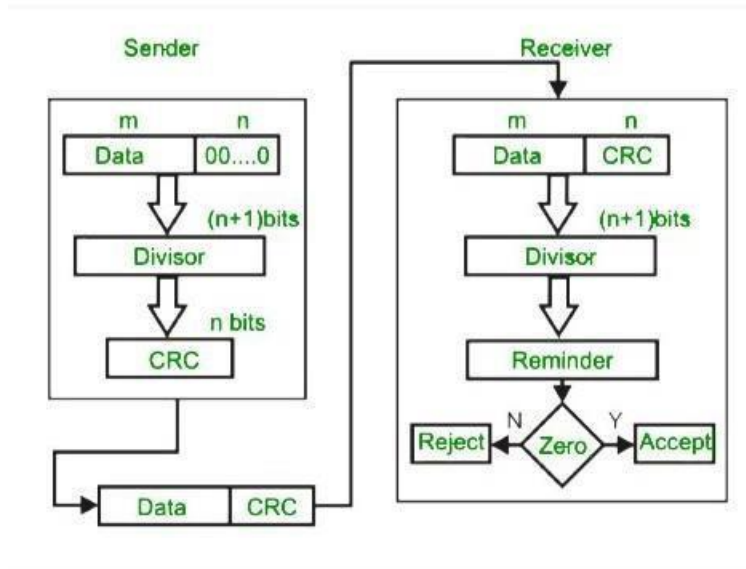 Sender
m n
Data 00....0
(n+1)bits
Divisor
n bits
CRC
Data CRC
Receiver
m n
Data CRC
(n+1)bits
Divisor
Reminder
N Y
Reject Zero Accept